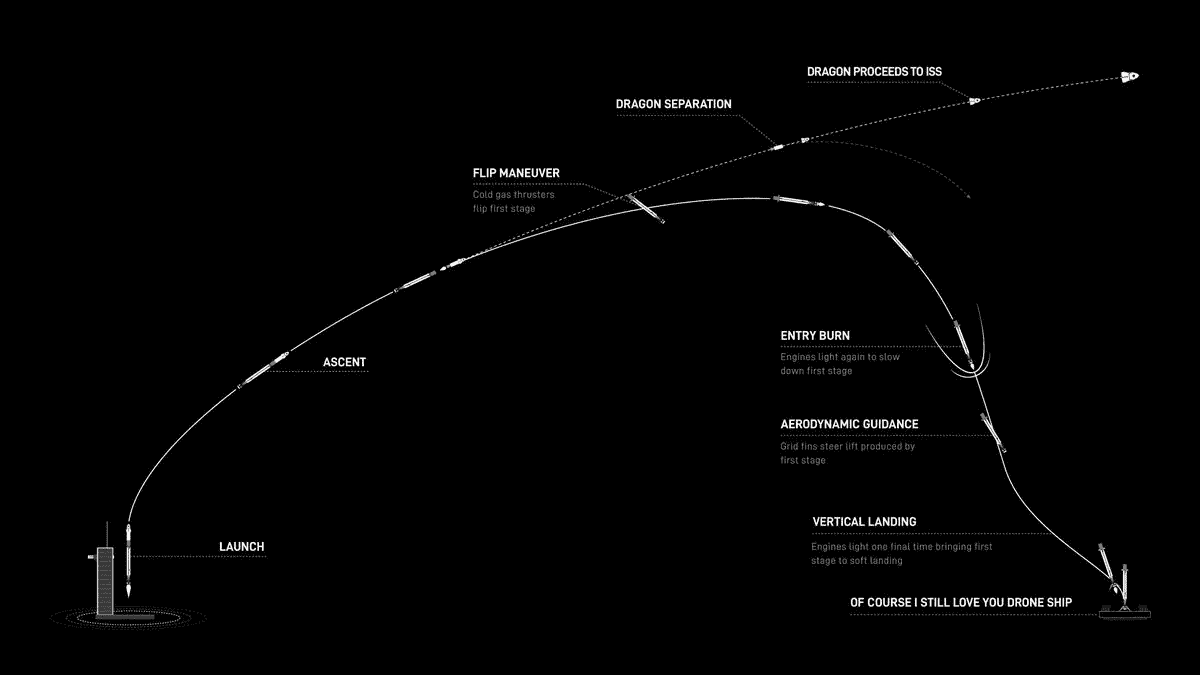 DRAGON PROCEEDS TO ISS
DRAGON SEPARATION
FLIP MANEUVER
Cold gas thrusters
flip first stage
ENTRY BURN
Engines light again to slow
down first stage
ASCENT
AERODYNAMIC GUIDANCE
Grid fins steer lift produced by
first stage
VERTICAL LANDING
Engines light one final time bringing first
stage to soft landing
LAUNCH
OF COURSE I STILL LOVE YOU DRONE SHIP